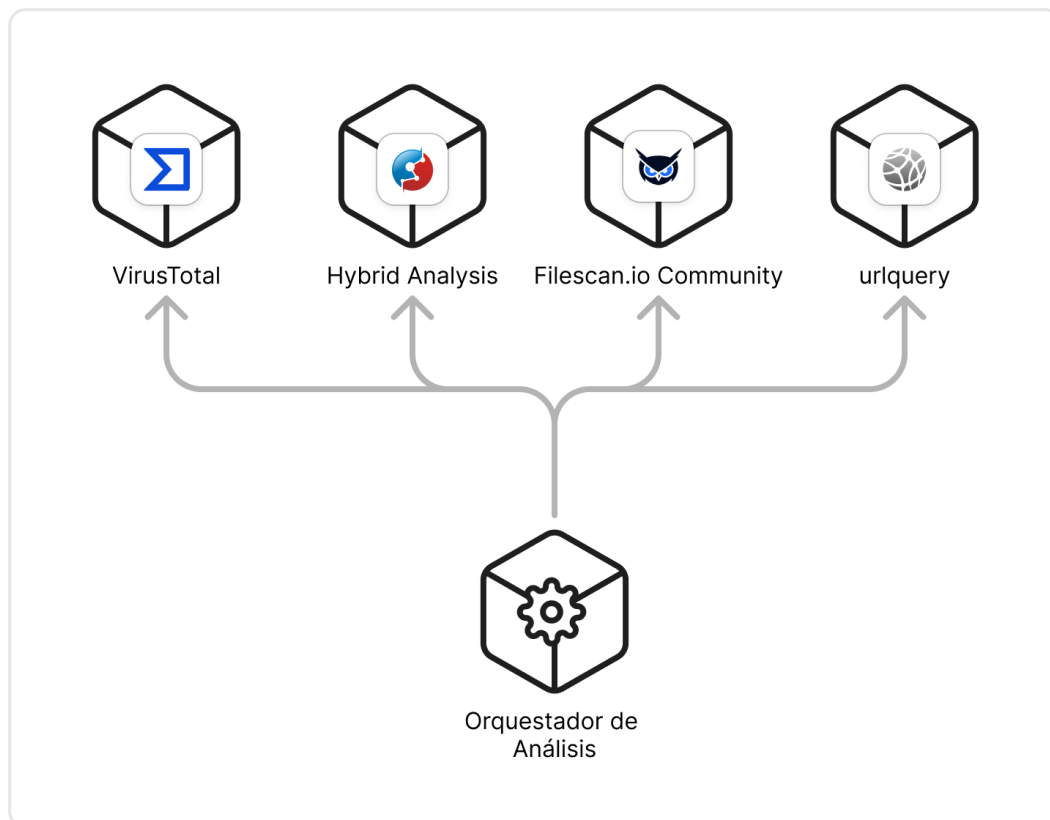 VirusTotal
Hybrid Analysis
Filescan.io Community
urlquery
Orquestador de
Análisis